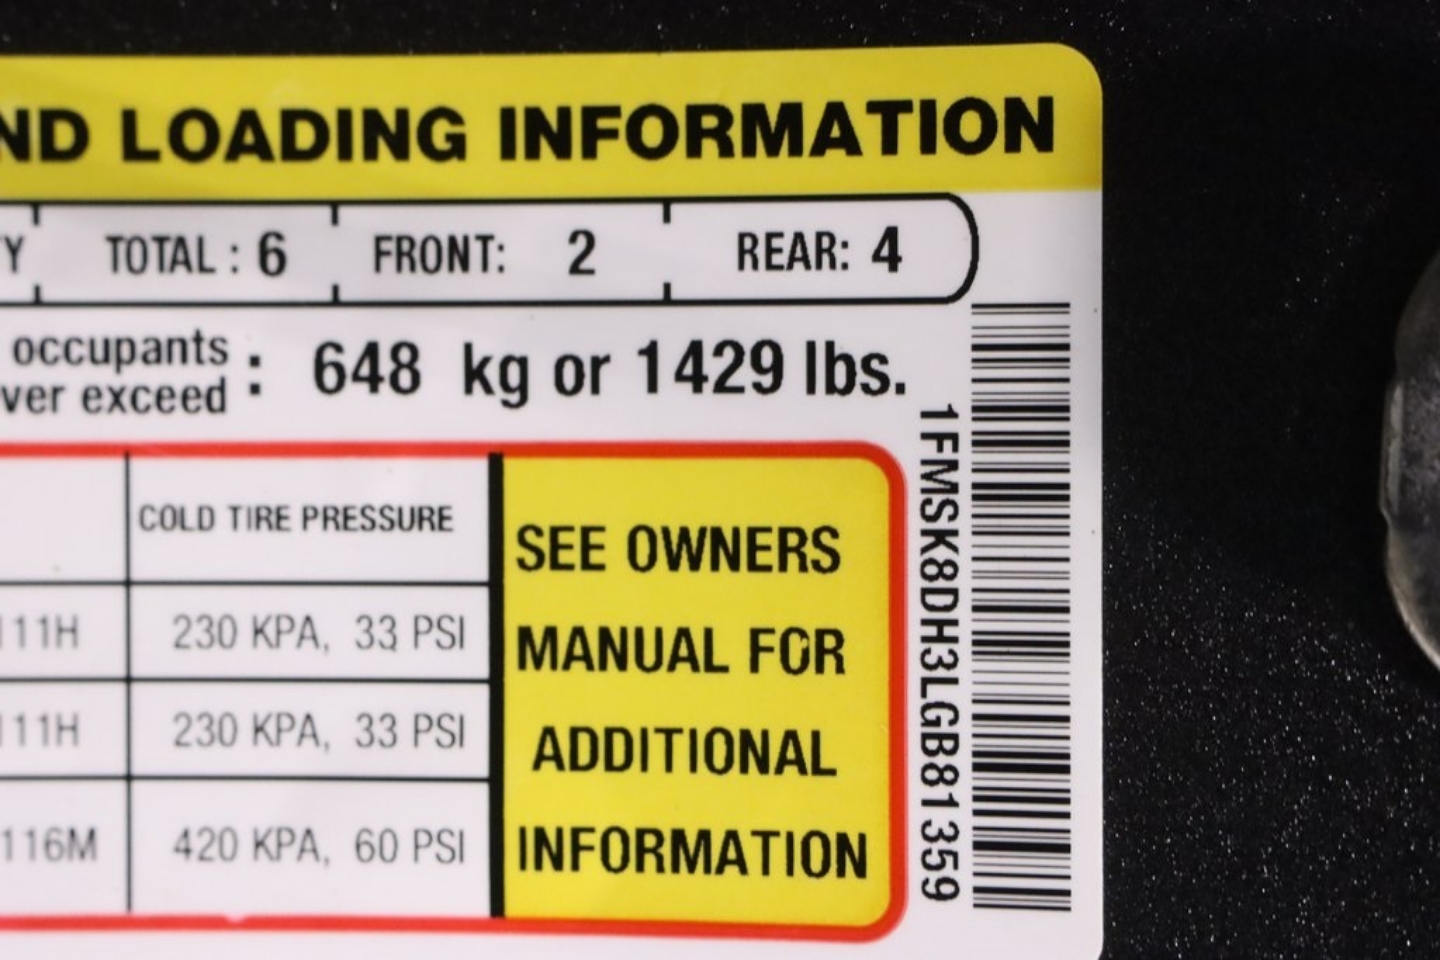 ND LOADING INFORMATION
Y TOTAL : 6 FRONT: 2 REAR: 4
occupants
ver exceed : 648 kg or 1429 lbs.
COLD TIRE PRESSURE
111H 230 KPA, 33 PSI
111H 230 KPA, 33 PSI
116M 420 KPA, 60 PSI
SEE OWNERS
MANUAL FOR
ADDITIONAL
INFORMATION
1FMSK8DH3LGB81359